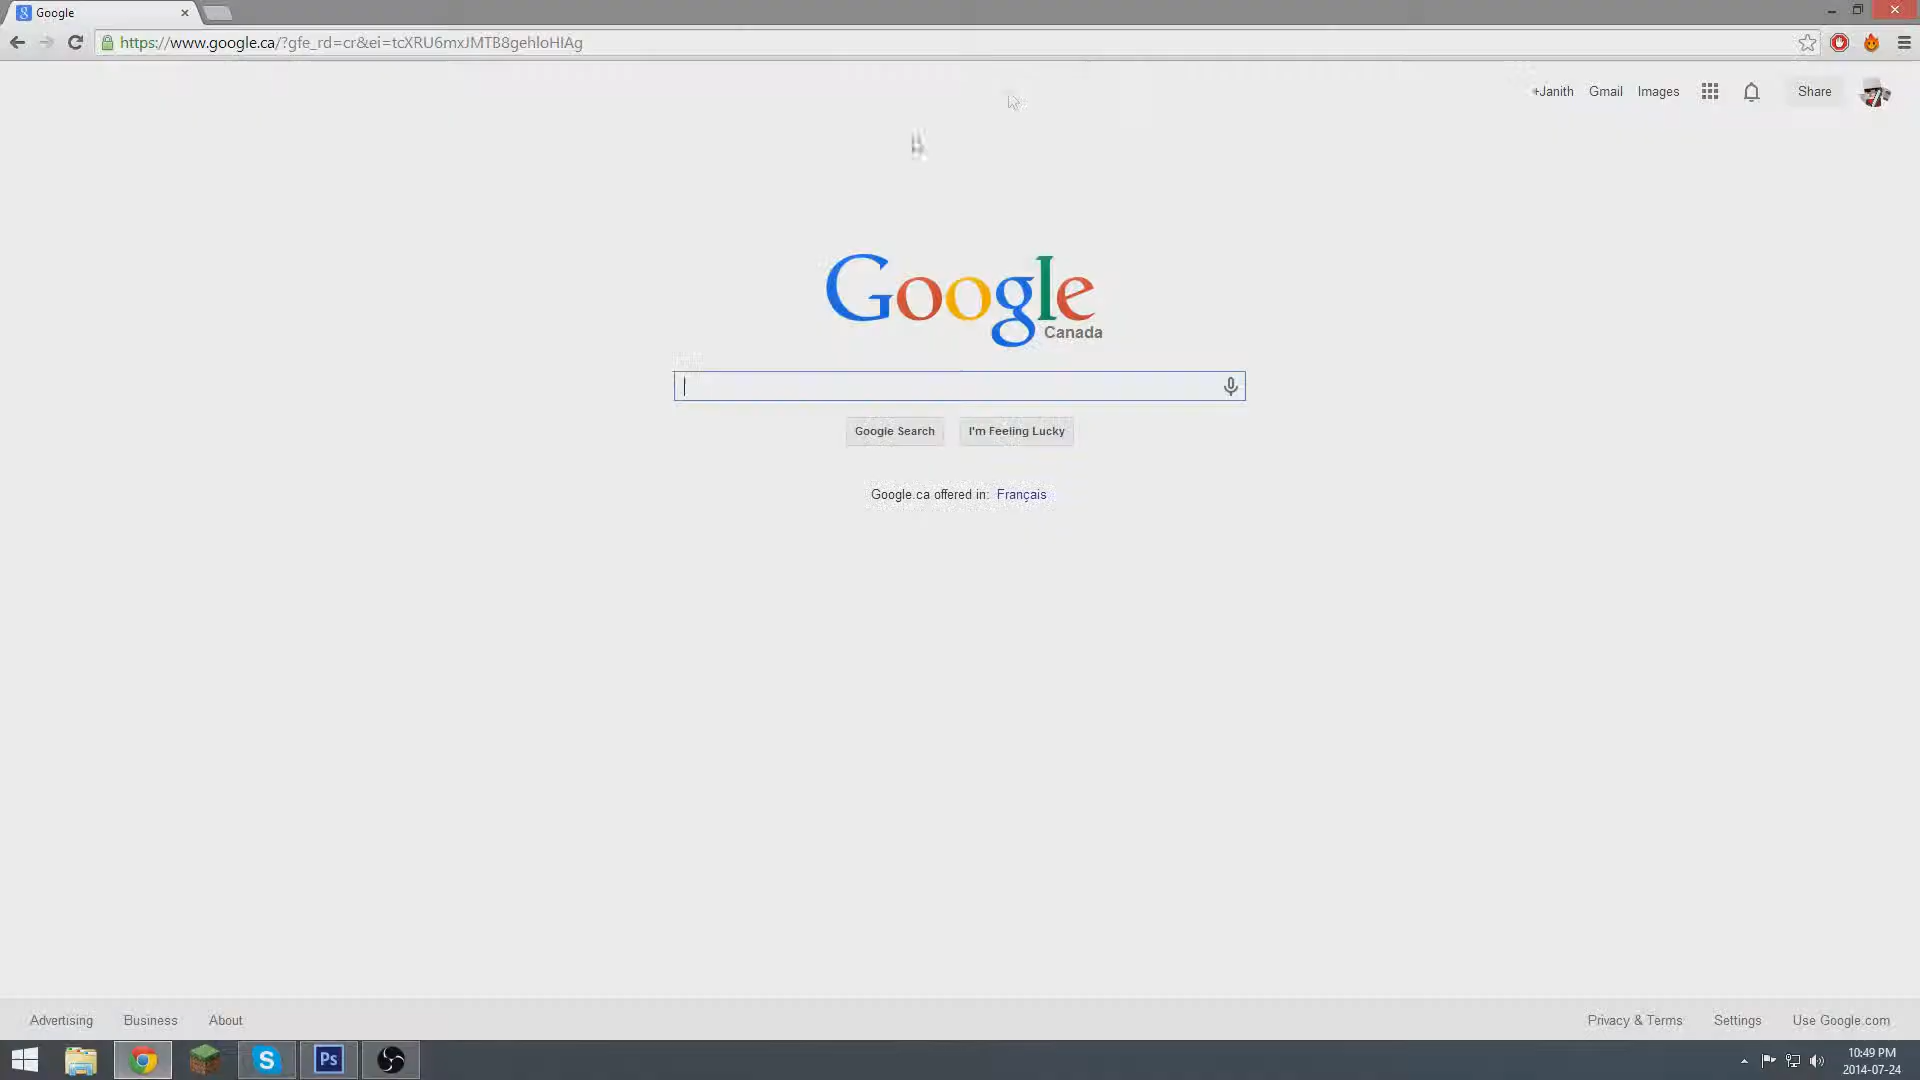 Google
https://www.google.ca/?gfe_rd=cr&ei=tcXRU6mxJMTB8gehloHIAg
+Janith Gmail Images Share
Google
Canada
Google Search I'm Feeling Lucky
Google.ca offered in: Français
Advertising Business About Privacy & Terms Settings Use Google.com
S Ps 10:49 PM
2014-07-24